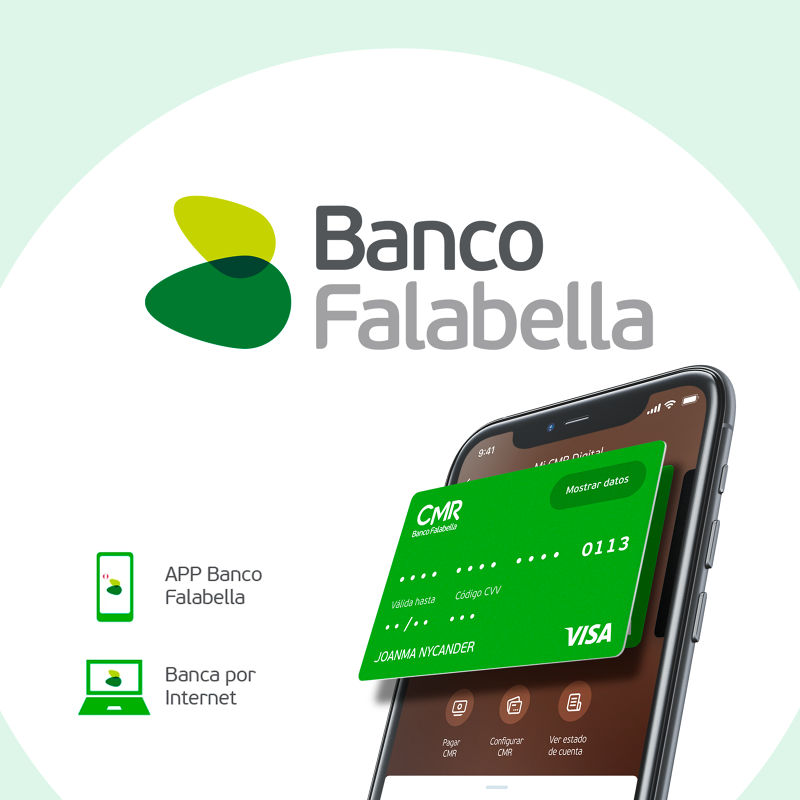 Banco
Falabella
9:41
Mi CMR Digital
Mostrar datos
CMR
Banco Falabella
•••• •••• •••• 0113
Válida hasta
Código CVV
••/•• •••
JOANMA NYCANDER
VISA
APP Banco
Falabella
Banca por
Internet
Pagar
CMR
Configurar
CMR
Ver estado
de cuenta